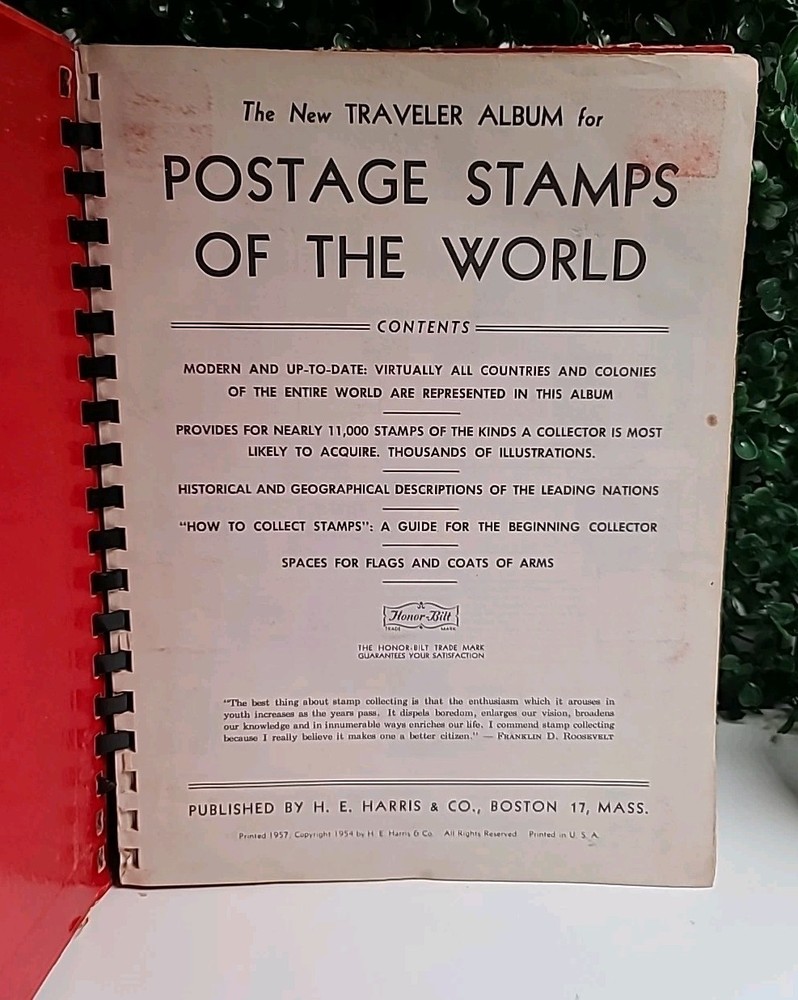 The New TRAVELER ALBUM for
POSTAGE STAMPS
OF THE WORLD
CONTENTS
MODERN AND UP-TO-DATE: VIRTUALLY ALL COUNTRIES AND COLONIES
OF THE ENTIRE WORLD ARE REPRESENTED IN THIS ALBUM
PROVIDES FOR NEARLY 11,000 STAMPS OF THE KINDS A COLLECTOR IS MOST
LIKELY TO ACQUIRE. THOUSANDS OF ILLUSTRATIONS.
HISTORICAL AND GEOGRAPHICAL DESCRIPTIONS OF THE LEADING NATIONS
"HOW TO COLLECT STAMPS": A GUIDE FOR THE BEGINNING COLLECTOR
SPACES FOR FLAGS AND COATS OF ARMS
A
Honor-Bilt
TRADE MARK
THE HONOR-BILT TRADE MARK
GUARANTEES YOUR SATISFACTION
"The best thing about stamp collecting is that the enthusiasm which it arouses in
youth increases as the years pass. It dispels boredom, enlarges our vision, broadens
our knowledge and in innumerable ways enriches our life. I commend stamp collecting
because I really believe it makes one a better citizen." — FRANKLIN D. ROOSEVELT
PUBLISHED BY H. E. HARRIS & CO., BOSTON 17, MASS.
Printed 1957, Copyright 1954 by H. E. Harris & Co. All Rights Reserved. Printed in U. S. A.